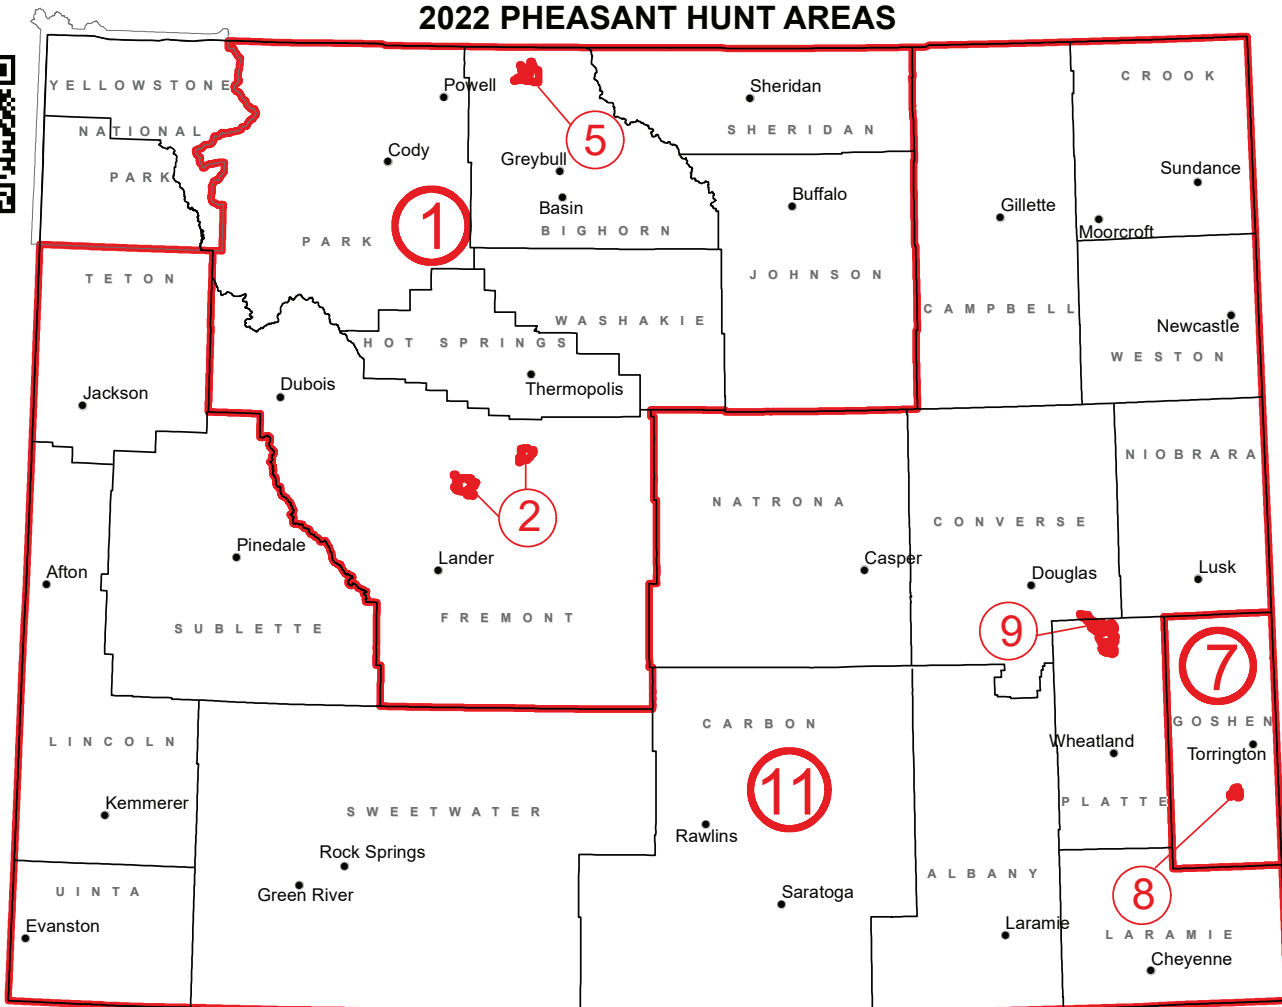 2022 PHEASANT HUNT AREAS
YELLOWSTONE
NATIONAL
PARK
Powell
5
Sheridan
SHERIDAN
CROOK
Cody
Greybull
Basin
BIGHORN
Buffalo
Gillette
Sundance
Moorcroft
PARK
1
TETON
JOHNSON
CAMPBELL
WASHAKIE
HOT SPRINGS
Newcastle
WESTON
Jackson
Dubois
Thermopolis
2
NATRONA
CONVERSE
NIOBRARA
Pinedale
Afton
Lander
Casper
Douglas
Lusk
SUBLETTE
FREMONT
9
7
LINCOLN
CARBON
GOSHEN
Wheatland
Torrington
Kemmerer
SWEETWATER
11
PLATTE
Rawlins
Rock Springs
Green River
UINTA
Saratoga
ALBANY
8
Evanston
Laramie
LARAMIE
Cheyenne